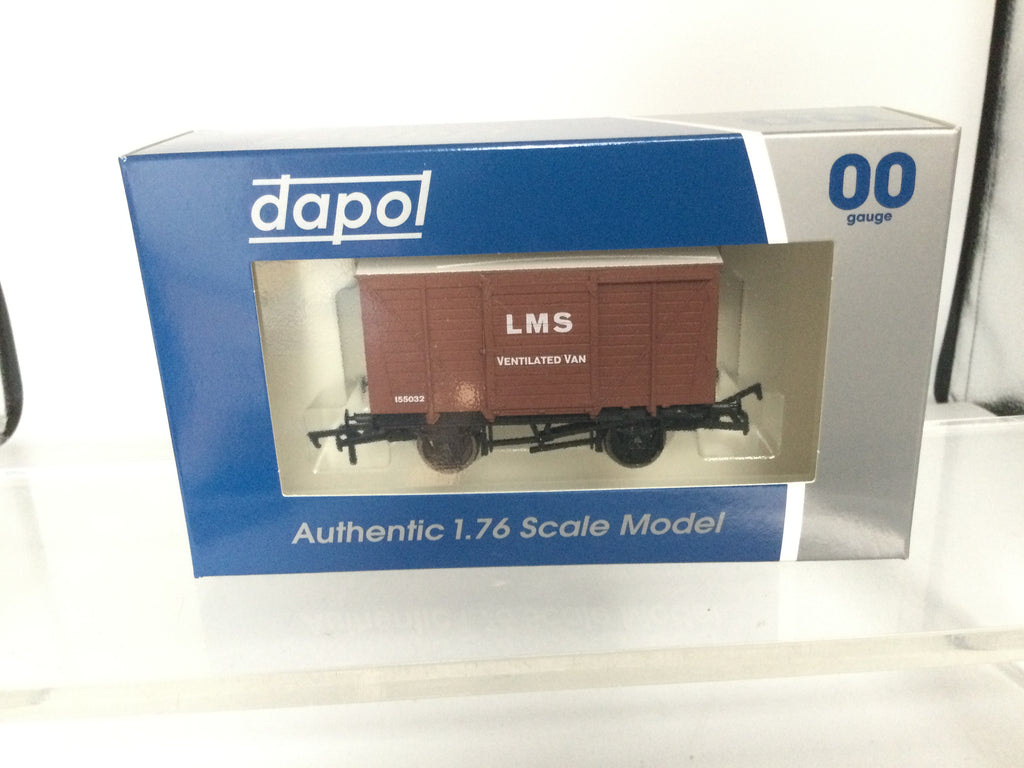 dapol
00
gauge
LMS
VENTILATED VAN
155032
Authentic 1.76 Scale Model